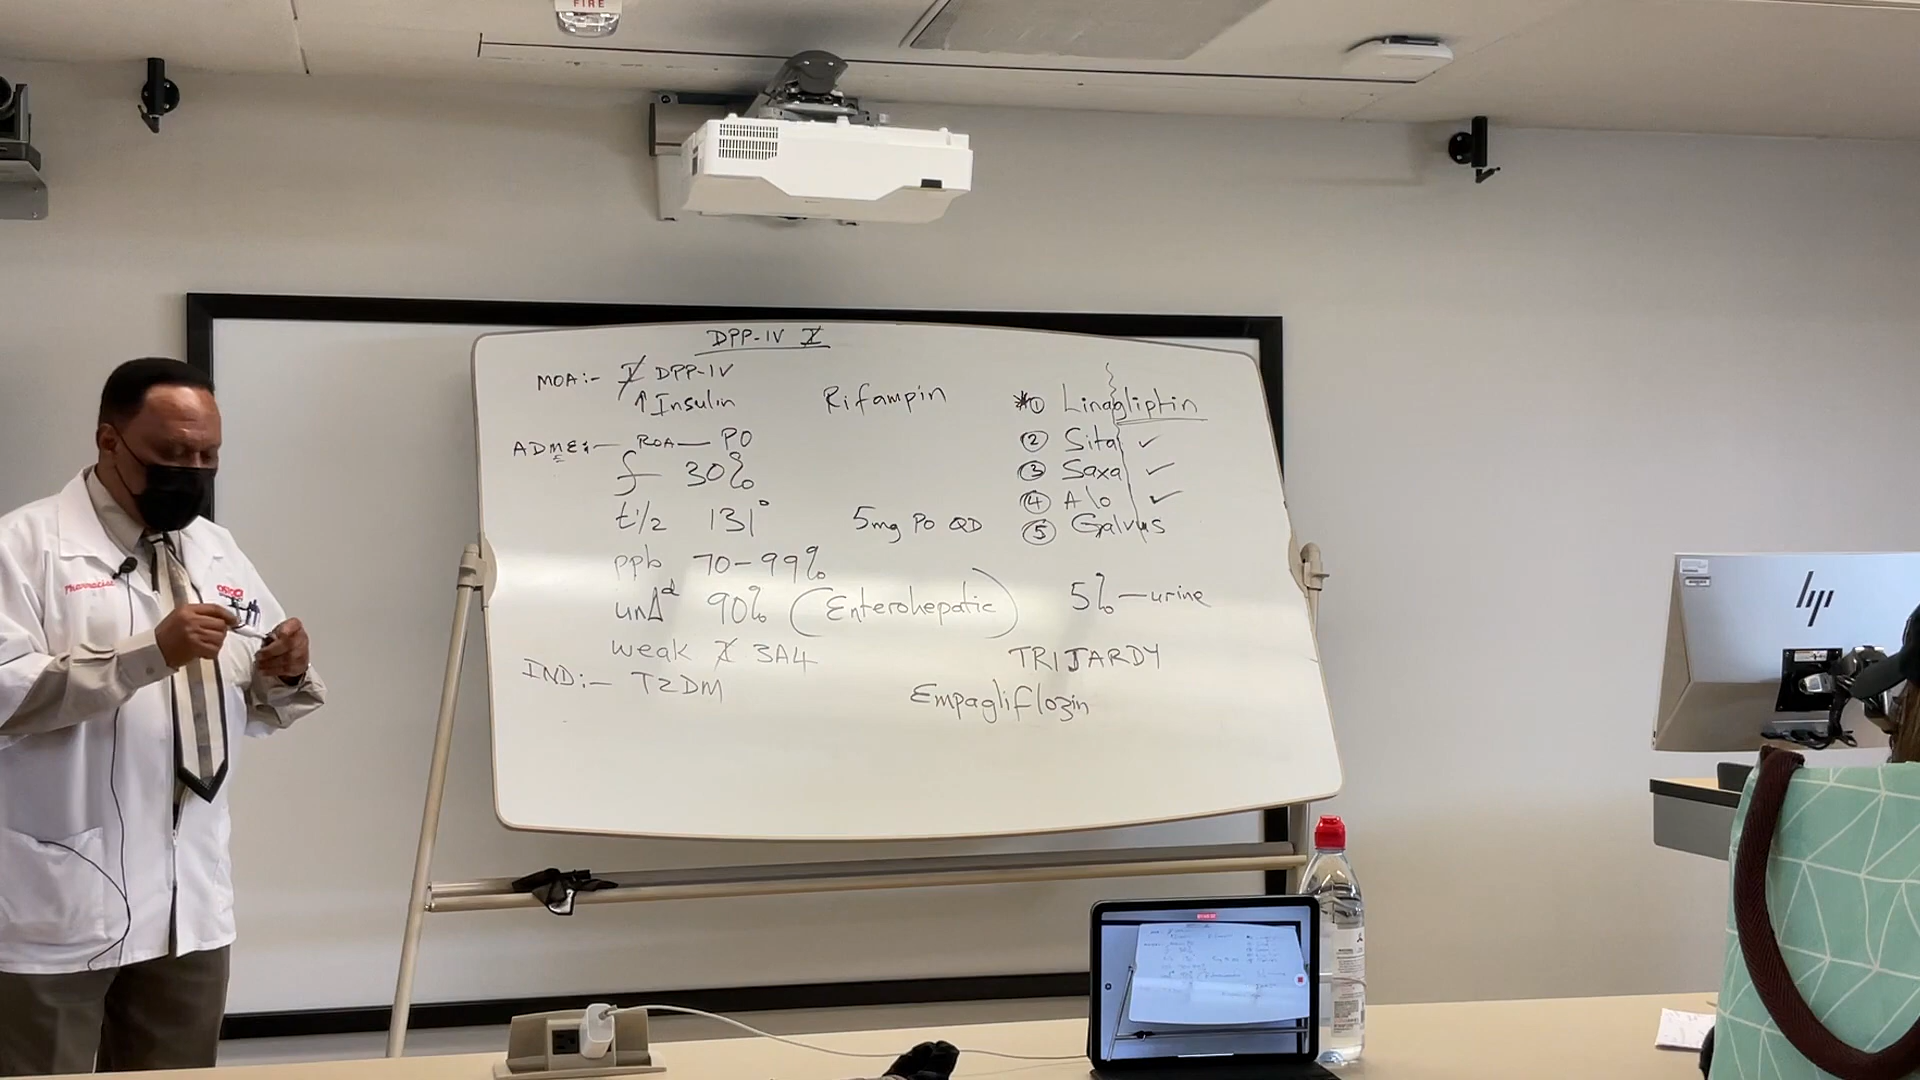 FIRE
DPP-IV I
MOA:- I DPP-IV
↑ Insulin
Rifampin
*① Linagliptin
② Sita ✓
③ Saxa ✓
④ Alo ✓
⑤ Galvus
ADME:— ROA— PO
f 30%
t½ 131°
5mg PO QD
ppb 70-99%
unΔd 90% (Enterohepatic)
5% — urine
weak I 3A4
TRIJARDY
IND:- T2DM
Empagliflozin
Pharmacist
hp